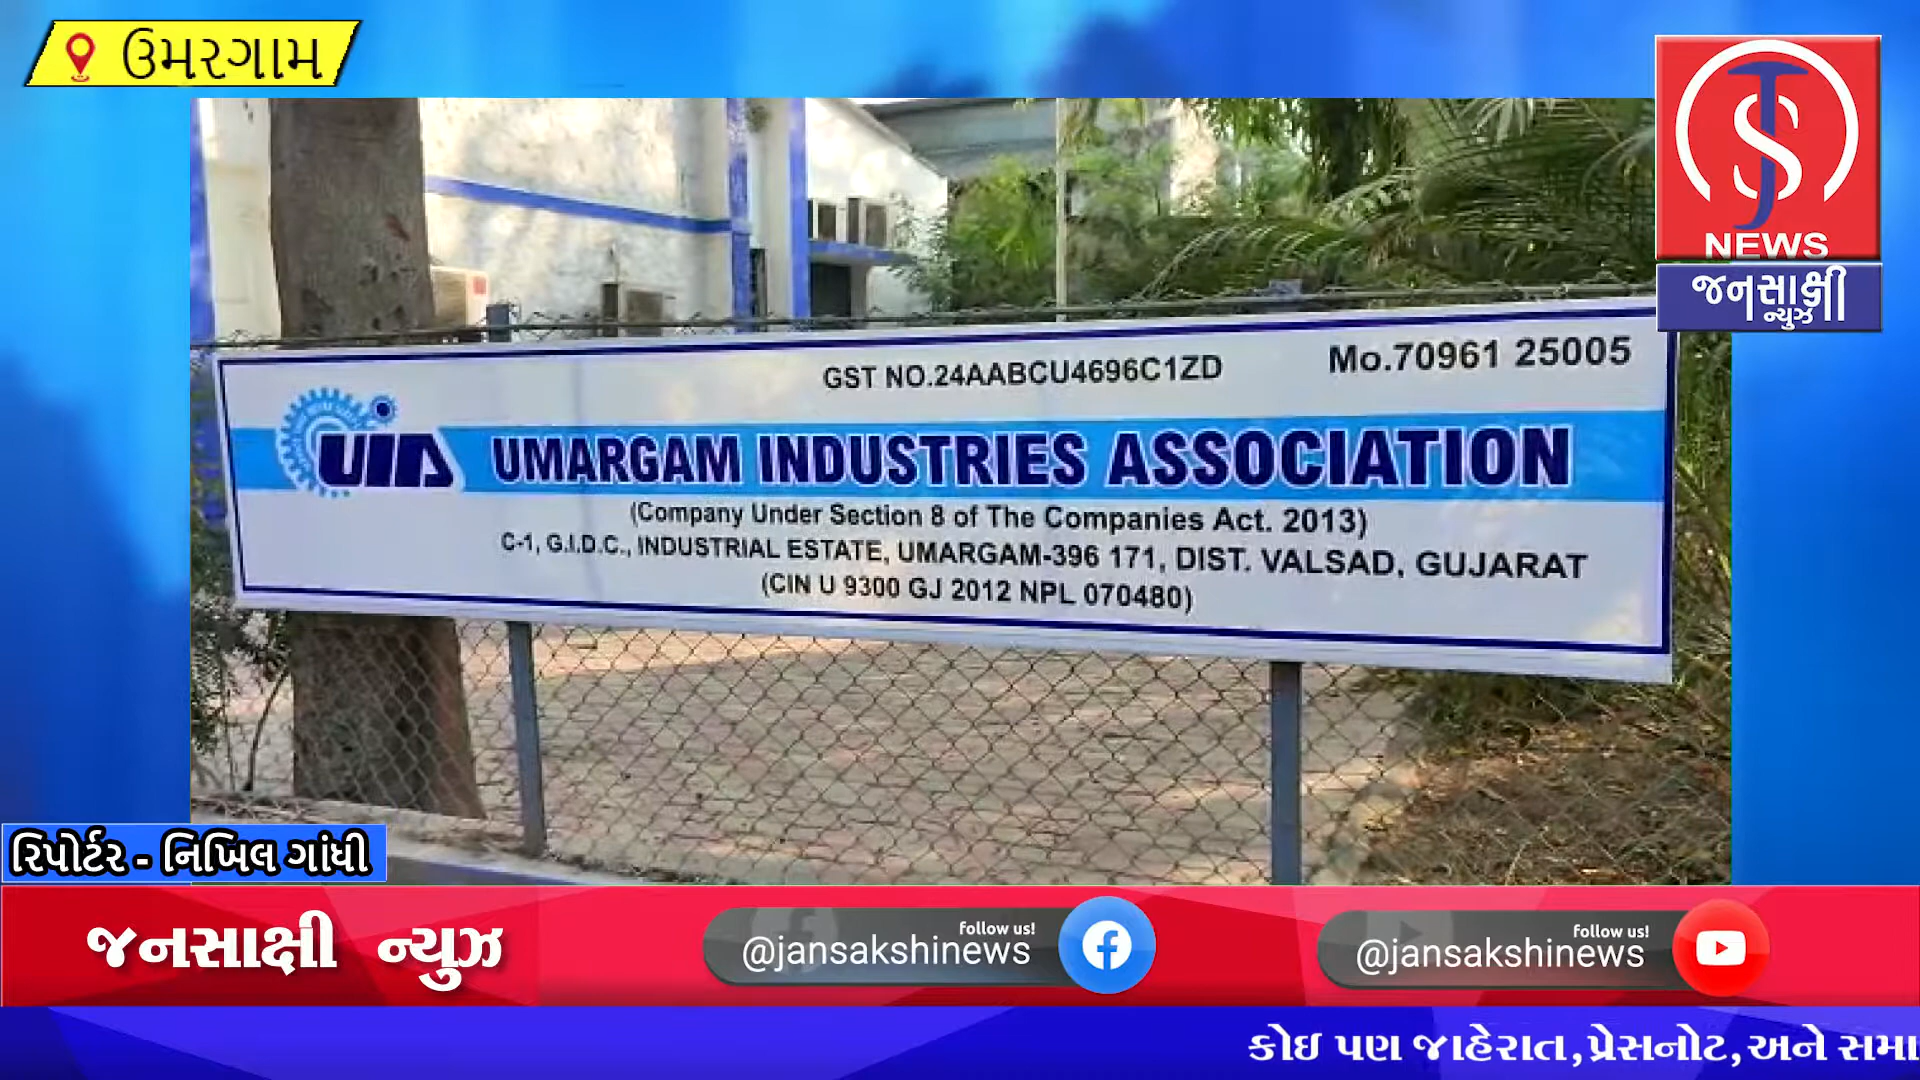 ઉમરગામ
JS
NEWS
જનસાક્ષી
ન્યુઝ
GST NO.24AABCU4696C1ZD
Mo.70961 25005
UIA UMARGAM INDUSTRIES ASSOCIATION
(Company Under Section 8 of The Companies Act. 2013)
C-1, G.I.D.C., INDUSTRIAL ESTATE, UMARGAM-396 171, DIST. VALSAD, GUJARAT
(CIN U 9300 GJ 2012 NPL 070480)
રિપોર્ટર - નિખિલ ગાંધી
જનસાક્ષી ન્યુઝ
follow us!
@jansakshinews
follow us!
@jansakshinews
કોઇ પણ જાહેરાત,પ્રેસનોટ,અને સમા